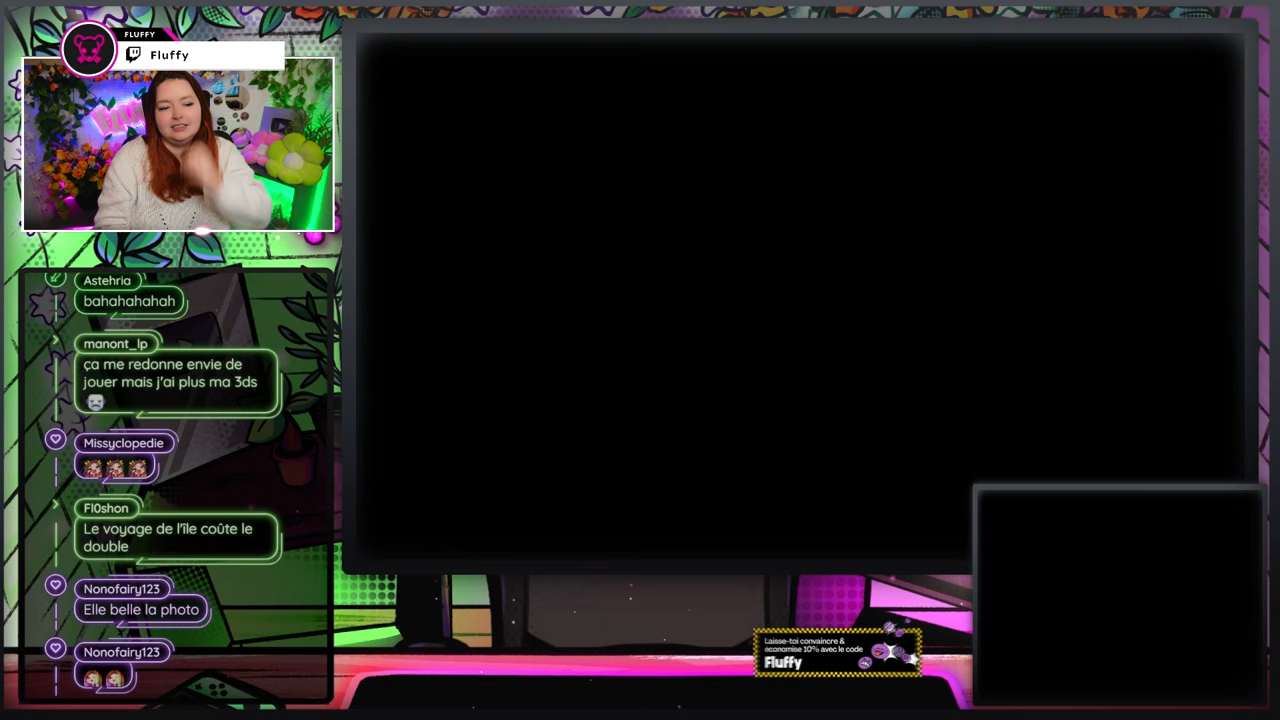 FLUFFY
Fluffy
Astehria
bahahahahah
manont_lp
ça me redonne envie de
jouer mais j'ai plus ma 3ds
Missyclopedie
Fl0shon
Le voyage de l'île coûte le
double
Nonofairy123
Elle belle la photo
Nonofairy123
Laisse-toi convaincre &
économise 10% avec le code
Fluffy